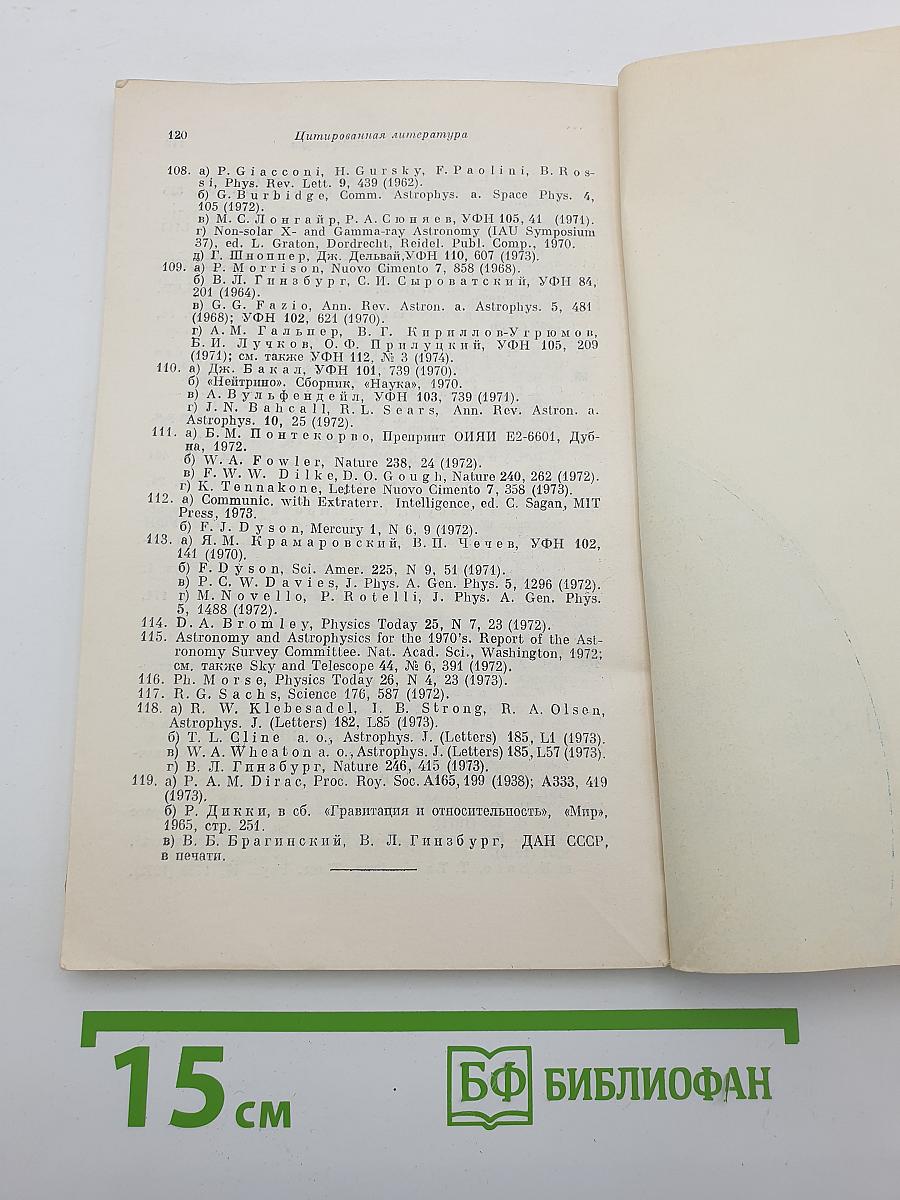 120 Цитированная литература
108. а) P. Giacconi, H. Gursky, F. Paolini, B. Ros-
si, Phys. Rev. Lett. 9, 439 (1962).
б) G. Burbidge, Comm. Astrophys. a. Space Phys. 4,
105 (1972).
в) М. С. Лонгайр, Р. А. Сюняев, УФН 105, 41 (1971).
г) Non-solar X- and Gamma-ray Astronomy (IAU Symposium
37), ed. L. Graton, Dordrecht, Reidel. Publ. Comp., 1970.
д) Г. Шноппер, Дж. Дельвай, УФН 110, 607 (1973).
109. а) P. Morrison, Nuovo Cimento 7, 858 (1968).
б) В. Л. Гинзбург, С. И. Сыроватский, УФН 84,
201 (1964).
в) G. G. Fazio, Ann. Rev. Astron. a. Astrophys. 5, 481
(1968); УФН 102, 621 (1970).
г) А. М. Гальпер, В. Г. Кириллов-Угрюмов,
Б. И. Лучков, О. Ф. Прилуцкий, УФН 105, 209
(1971); см. также УФН 112, № 3 (1974).
110. а) Дж. Бакал, УФН 101, 739 (1970).
б) «Нейтрино». Сборник, «Наука», 1970.
в) А. Вульфендейл, УФН 103, 739 (1971).
г) J. N. Bahcall, R. L. Sears, Ann. Rev. Astron. a.
Astrophys. 10, 25 (1972).
111. а) Б. М. Понтекорво, Препринт ОИЯИ Е2-6601, Дуб-
на, 1972.
б) W. A. Fowler, Nature 238, 24 (1972).
в) F. W. W. Dilke, D. O. Gough, Nature 240, 262 (1972).
г) K. Tennakone, Lettere Nuovo Cimento 7, 358 (1973).
112. а) Communic. with Extraterr. Intelligence, ed. C. Sagan, MIT
Press, 1973.
б) F. J. Dyson, Mercury 1, N 6, 9 (1972).
113. а) Я. М. Крамаровский, В. П. Чечев, УФН 102,
141 (1970).
б) F. Dyson, Sci. Amer. 225, N 9, 51 (1971).
в) P. C. W. Davies, J. Phys. A. Gen. Phys. 5, 1296 (1972).
г) M. Novello, P. Rotelli, J. Phys. A. Gen. Phys.
5, 1488 (1972).
114. D. A. Bromley, Physics Today 25, N 7, 23 (1972).
115. Astronomy and Astrophysics for the 1970's. Report of the Ast-
ronomy Survey Committee. Nat. Acad. Sci., Washington, 1972;
см. также Sky and Telescope 44, № 6, 391 (1972).
116. Ph. Morse, Physics Today 26, N 4, 23 (1973).
117. R. G. Sachs, Science 176, 587 (1972).
118. а) R. W. Klebesadel, I. B. Strong, R. A. Olsen,
Astrophys. J. (Letters) 182, L85 (1973).
б) T. L. Cline a. o., Astrophys. J. (Letters) 185, L1 (1973).
в) W. A. Wheaton a. o., Astrophys. J. (Letters) 185, L57 (1973).
г) В. Л. Гинзбург, Nature 246, 415 (1973).
119. а) P. A. M. Dirac, Proc. Roy. Soc. A165, 199 (1938); A333, 419
(1973).
б) Р. Дикки, в сб. «Гравитация и относительность», «Мир»,
1965, стр. 251.
в) В. Б. Брагинский, В. Л. Гинзбург, ДАН СССР,
в печати.
15 см
БФ БИБЛИОФАН